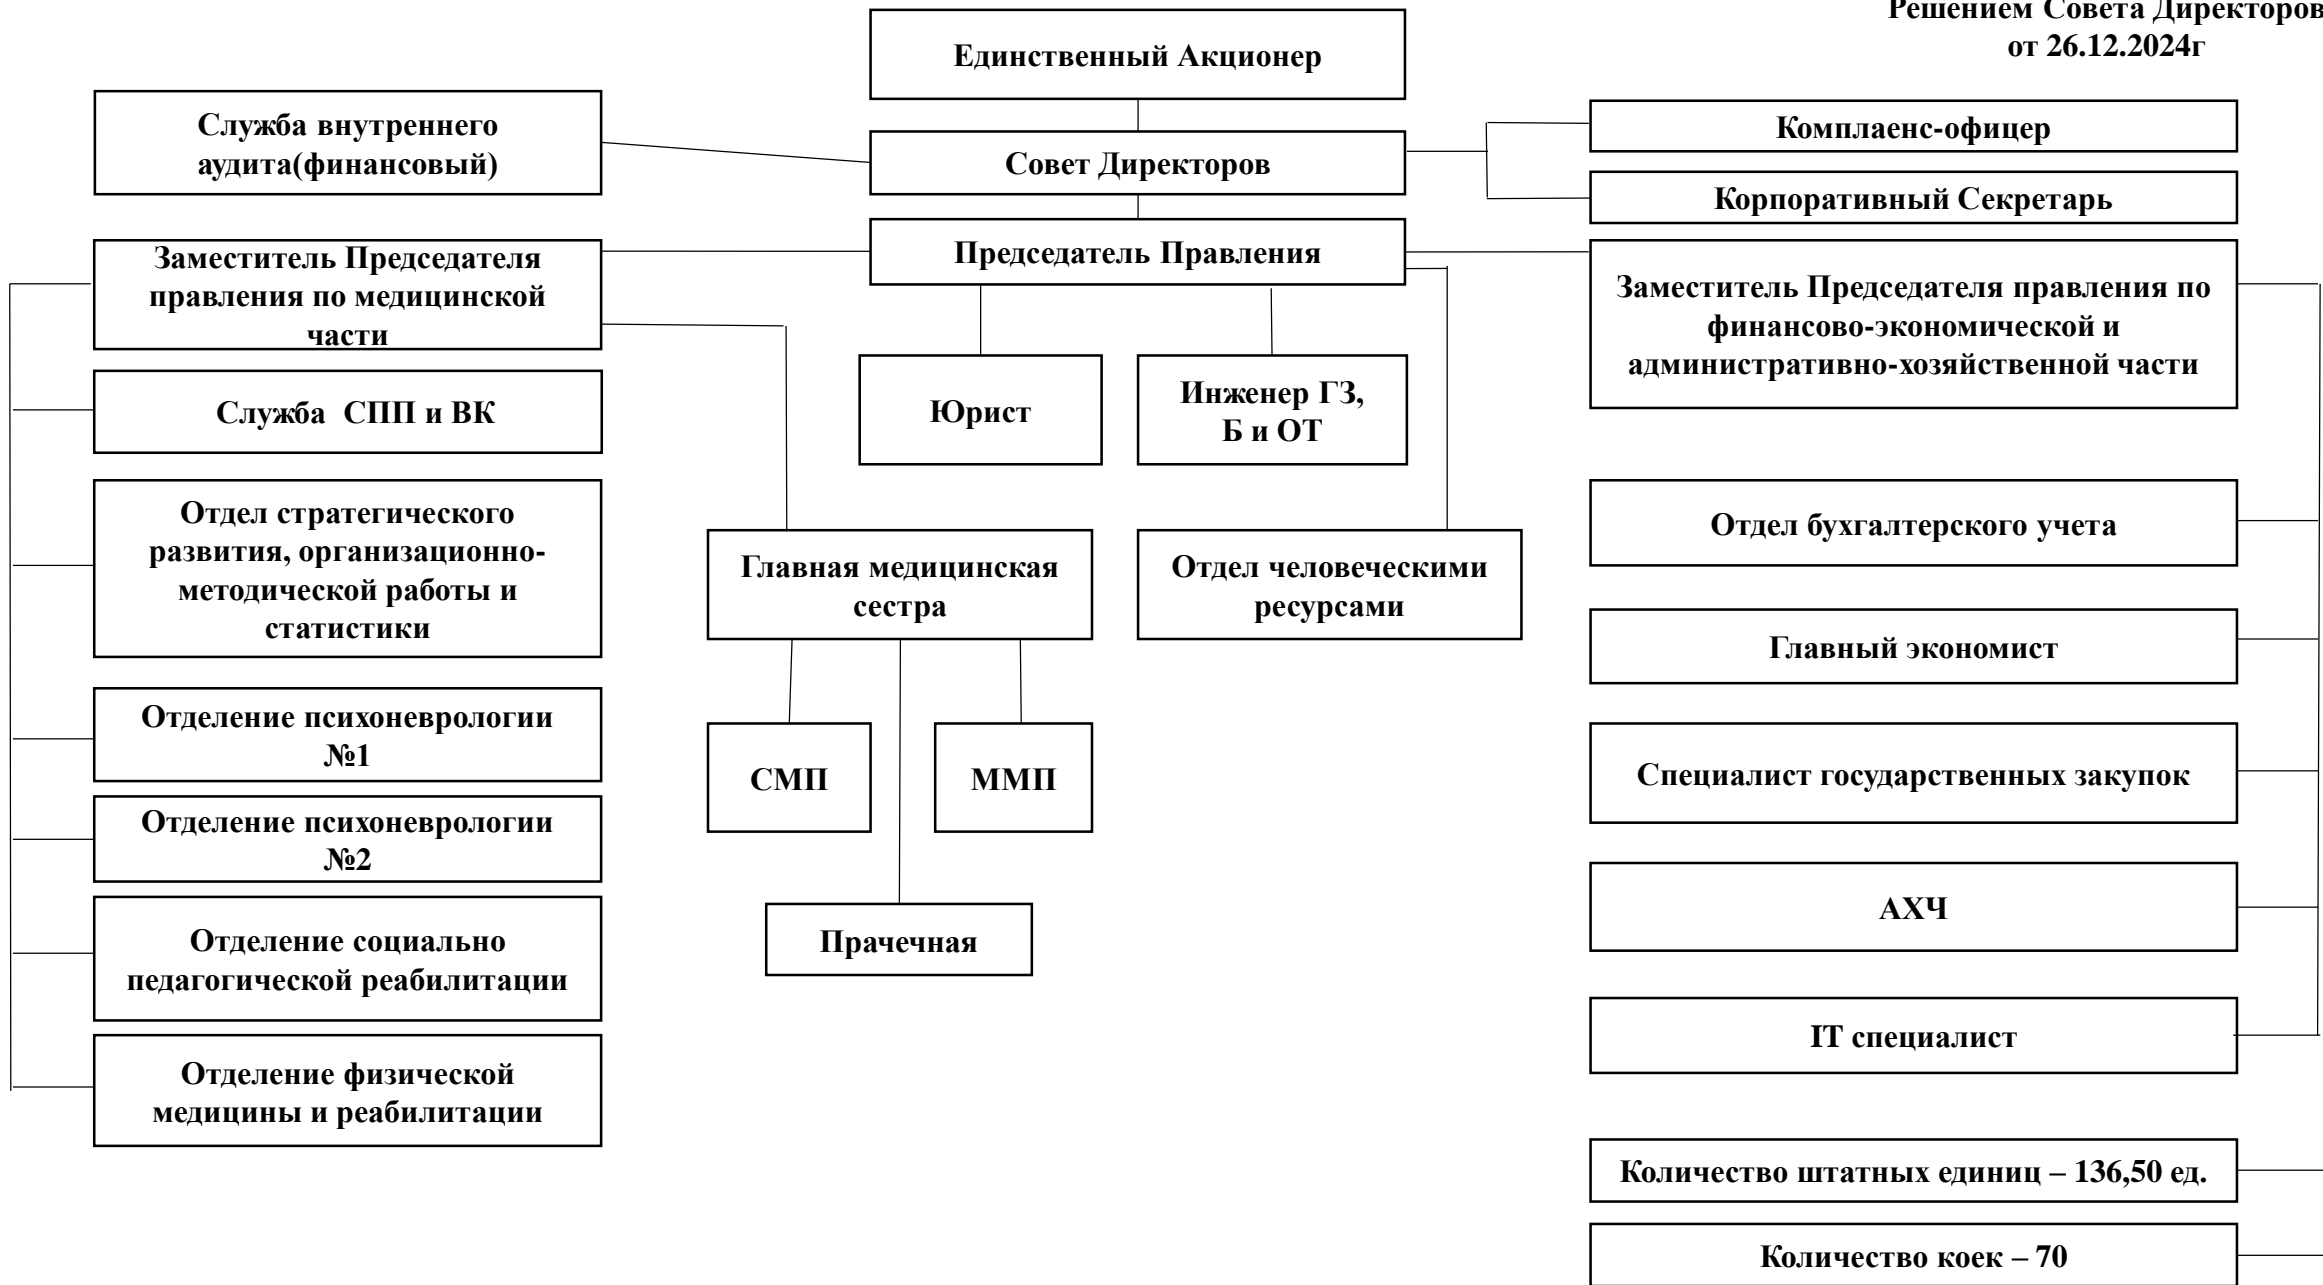 Решением Совета Директоров
от 26.12.2024г
Единственный Акционер
Служба внутреннего
аудита(финансовый)
Совет Директоров
Комплаенс-офицер
Корпоративный Секретарь
Председатель Правления
Заместитель Председателя
правления по медицинской
части
Заместитель Председателя правления по
финансово-экономической и
административно-хозяйственной части
Юрист
Инженер ГЗ,
Б и ОТ
Служба СПП и ВК
Отдел стратегического
развития, организационно-
методической работы и
статистики
Главная медицинская
сестра
Отдел человеческими
ресурсами
Отдел бухгалтерского учета
Главный экономист
Отделение психоневрологии
№1
СМП
ММП
Специалист государственных закупок
Отделение психоневрологии
№2
Прачечная
АХЧ
Отделение социально
педагогической реабилитации
IT специалист
Отделение физической
медицины и реабилитации
Количество штатных единиц – 136,50 ед.
Количество коек – 70